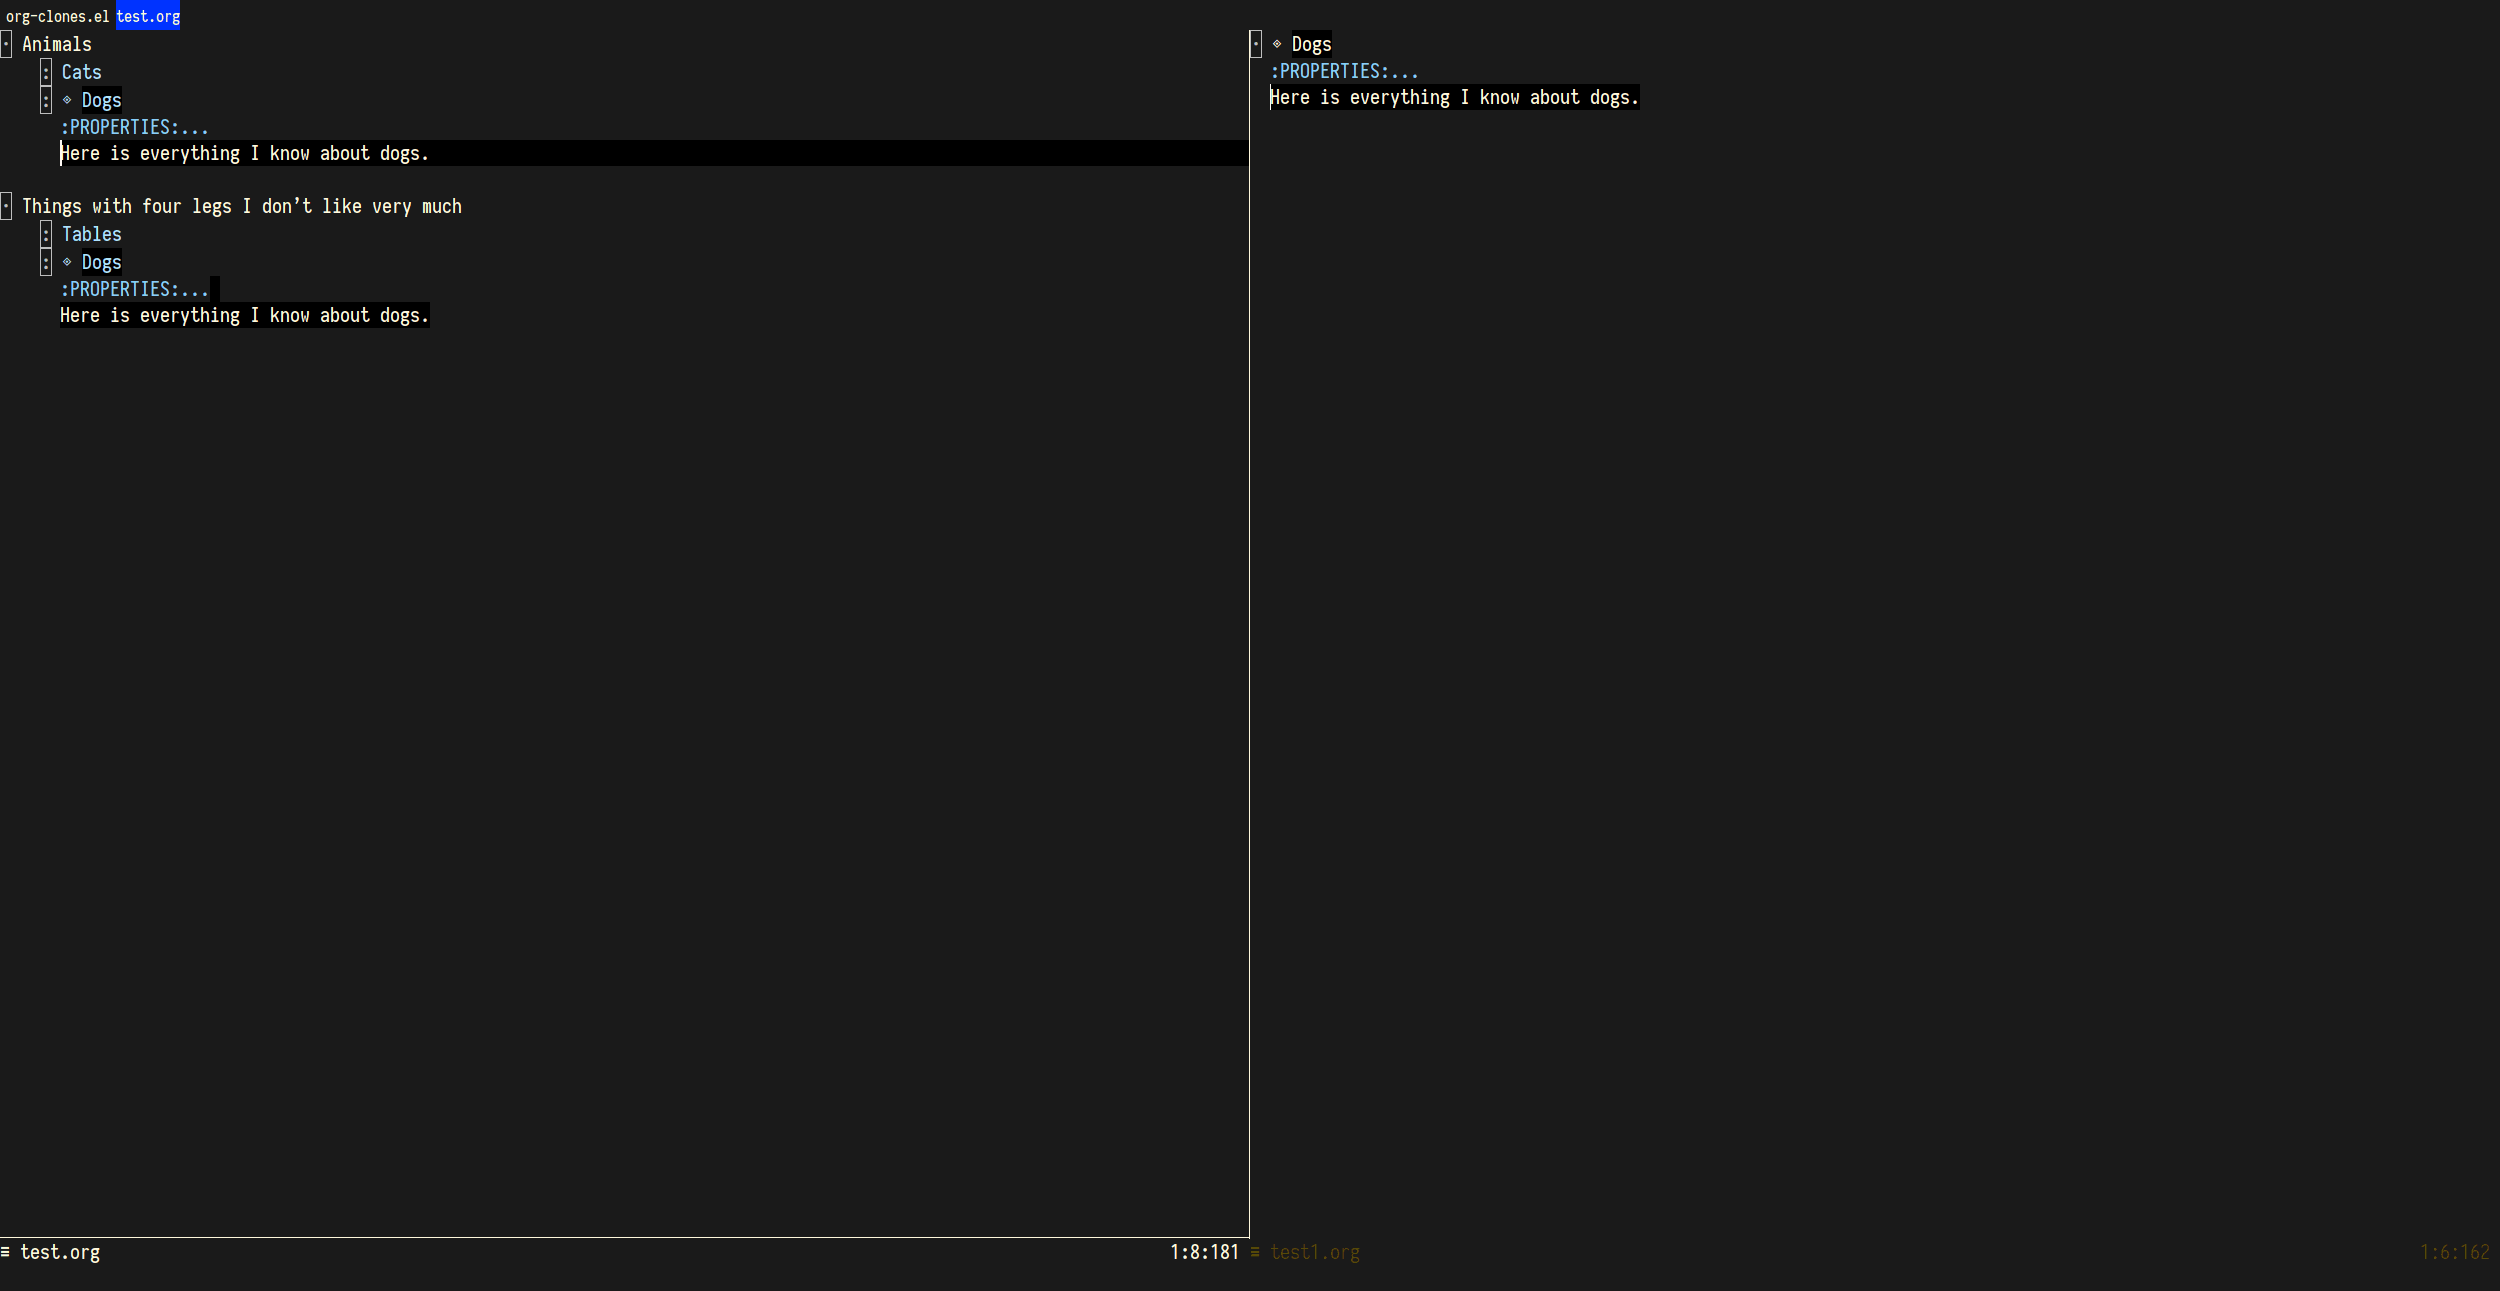 org-clones.el test.org
· Animals
: Cats
: ◈ Dogs
:PROPERTIES:...
Here is everything I know about dogs.
· Things with four legs I don’t like very much
: Tables
: ◈ Dogs
:PROPERTIES:...
Here is everything I know about dogs.
≡ test.org 1:8:181
· ◈ Dogs
:PROPERTIES:...
Here is everything I know about dogs.
≡ test1.org 1:6:162